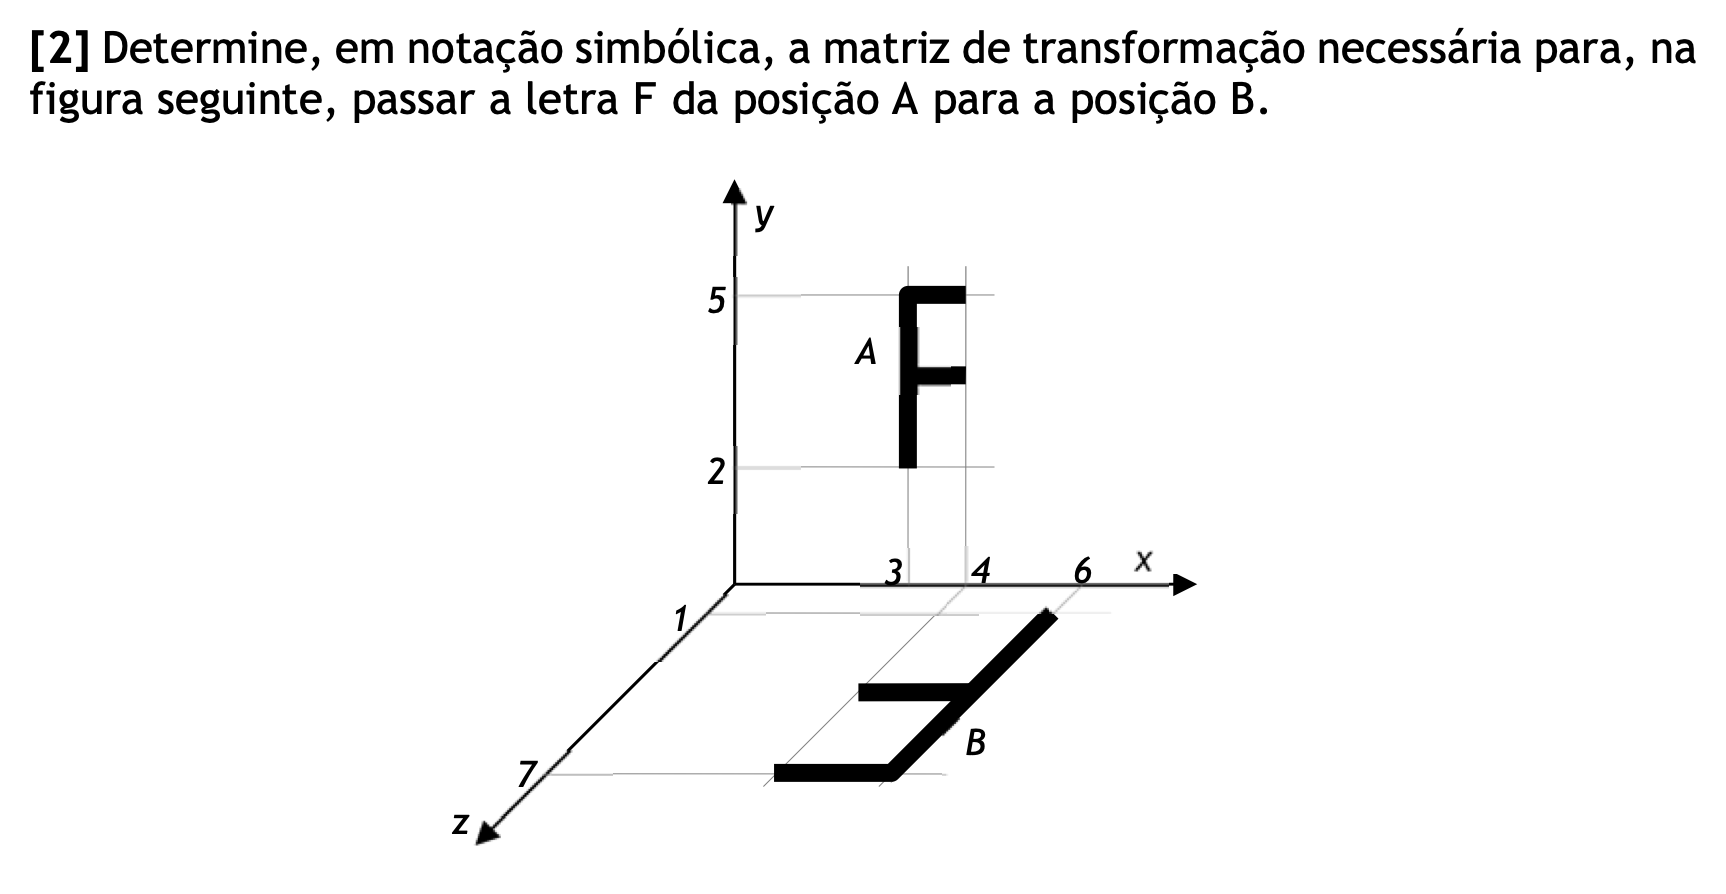 [2] Determine, em notação simbólica, a matriz de transformação necessária para, na
figura seguinte, passar a letra F da posição A para a posição B.
y
5
A
F
2
3 4 6 x
1
B
7
z